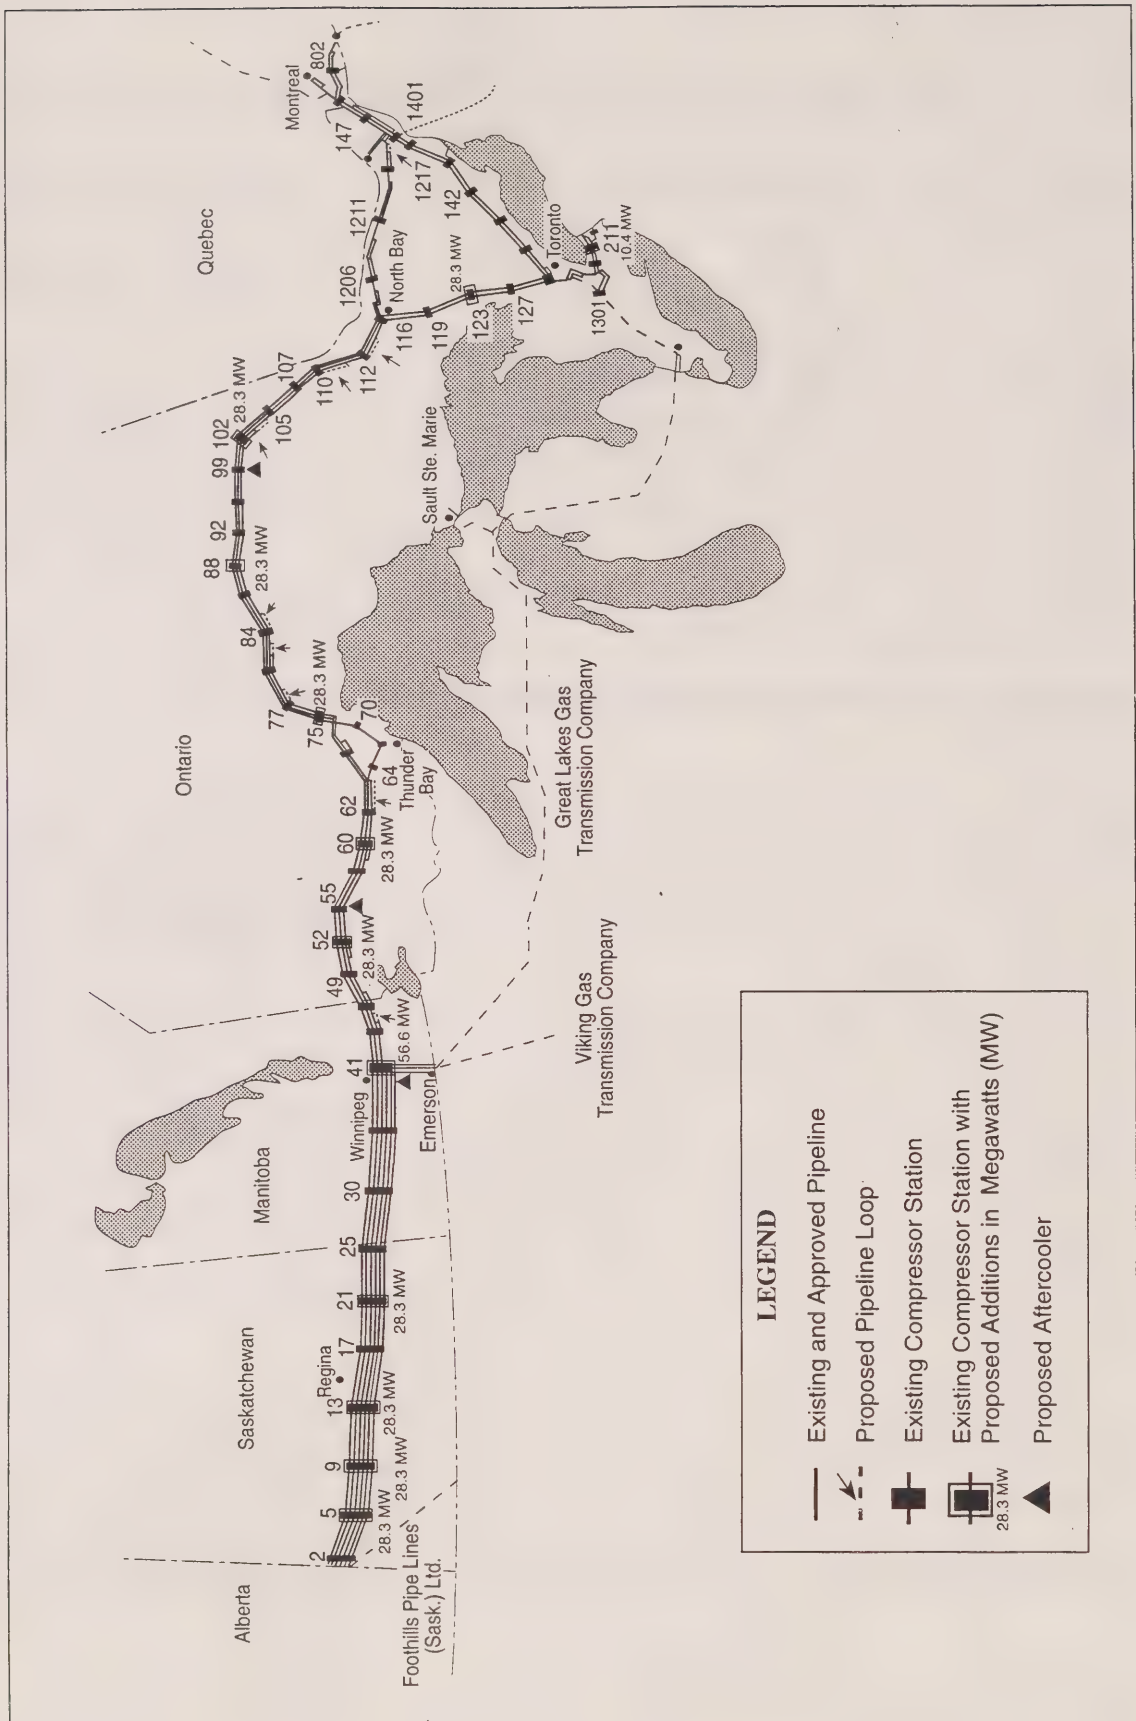 Alberta
Saskatchewan
Manitoba
Ontario
Quebec
Foothills Pipe Lines
(Sask.) Ltd.
2
5
28.3 MW
9
28.3 MW
13
28.3 MW
Regina
17
21
28.3 MW
25
30
Winnipeg
41
56.6 MW
Emerson
49
52
28.3 MW
55
60
28.3 MW
62
64
Thunder
Bay
70
75
28.3 MW
77
84
88
28.3 MW
92
99
102
28.3 MW
105
107
110
112
116
North Bay
119
123
28.3 MW
127
Toronto
1206
1211
1217
142
147
1401
Montreal
802
1301
211
10.4 MW
Sault Ste. Marie
Viking Gas
Transmission Company
Great Lakes Gas
Transmission Company
LEGEND
Existing and Approved Pipeline
Proposed Pipeline Loop
Existing Compressor Station
28.3 MW
Existing Compressor Station with
Proposed Additions in Megawatts (MW)
Proposed Aftercooler